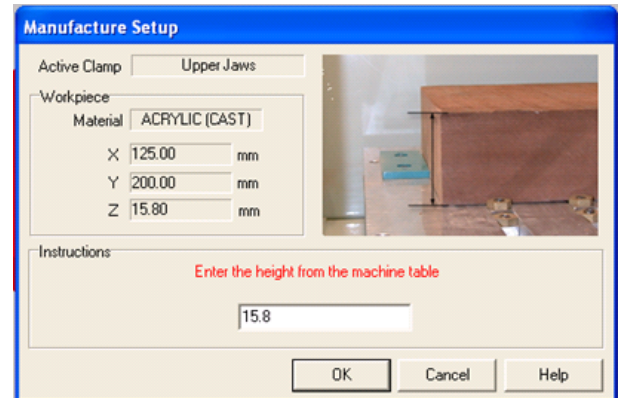 Manufacture Setup
Active Clamp Upper Jaws
Workpiece
Material ACRYLIC (CAST)
X 125.00 mm
Y 200.00 mm
Z 15.80 mm
Instructions
Enter the height from the machine table
15.8
OK Cancel Help